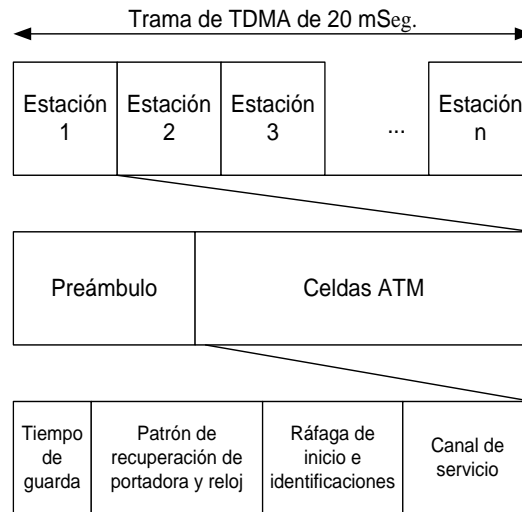 Trama de TDMA de 20 mSeg.
Estación
1
Estación
2
Estación
3
...
Estación
n
Preámbulo
Celdas ATM
Tiempo
de
guarda
Patrón de
recuperación de
portadora y reloj
Ráfaga de
inicio e
identificaciones
Canal de
servicio